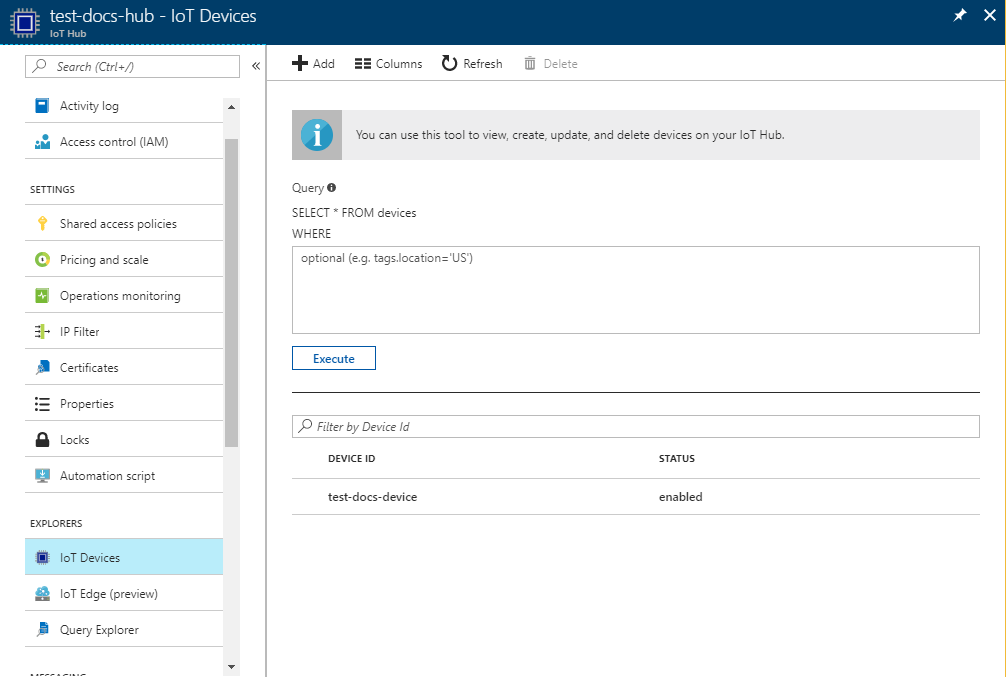 test-docs-hub - IoT Devices
IoT Hub
Search (Ctrl+/)
Activity log
Access control (IAM)
SETTINGS
Shared access policies
Pricing and scale
Operations monitoring
IP Filter
Certificates
Properties
Locks
Automation script
EXPLORERS
IoT Devices
IoT Edge (preview)
Query Explorer
MESSAGING
Add Columns Refresh Delete
You can use this tool to view, create, update, and delete devices on your IoT Hub.
Query
SELECT * FROM devices
WHERE
optional (e.g. tags.location='US')
Execute
Filter by Device Id
DEVICE ID STATUS
test-docs-device enabled